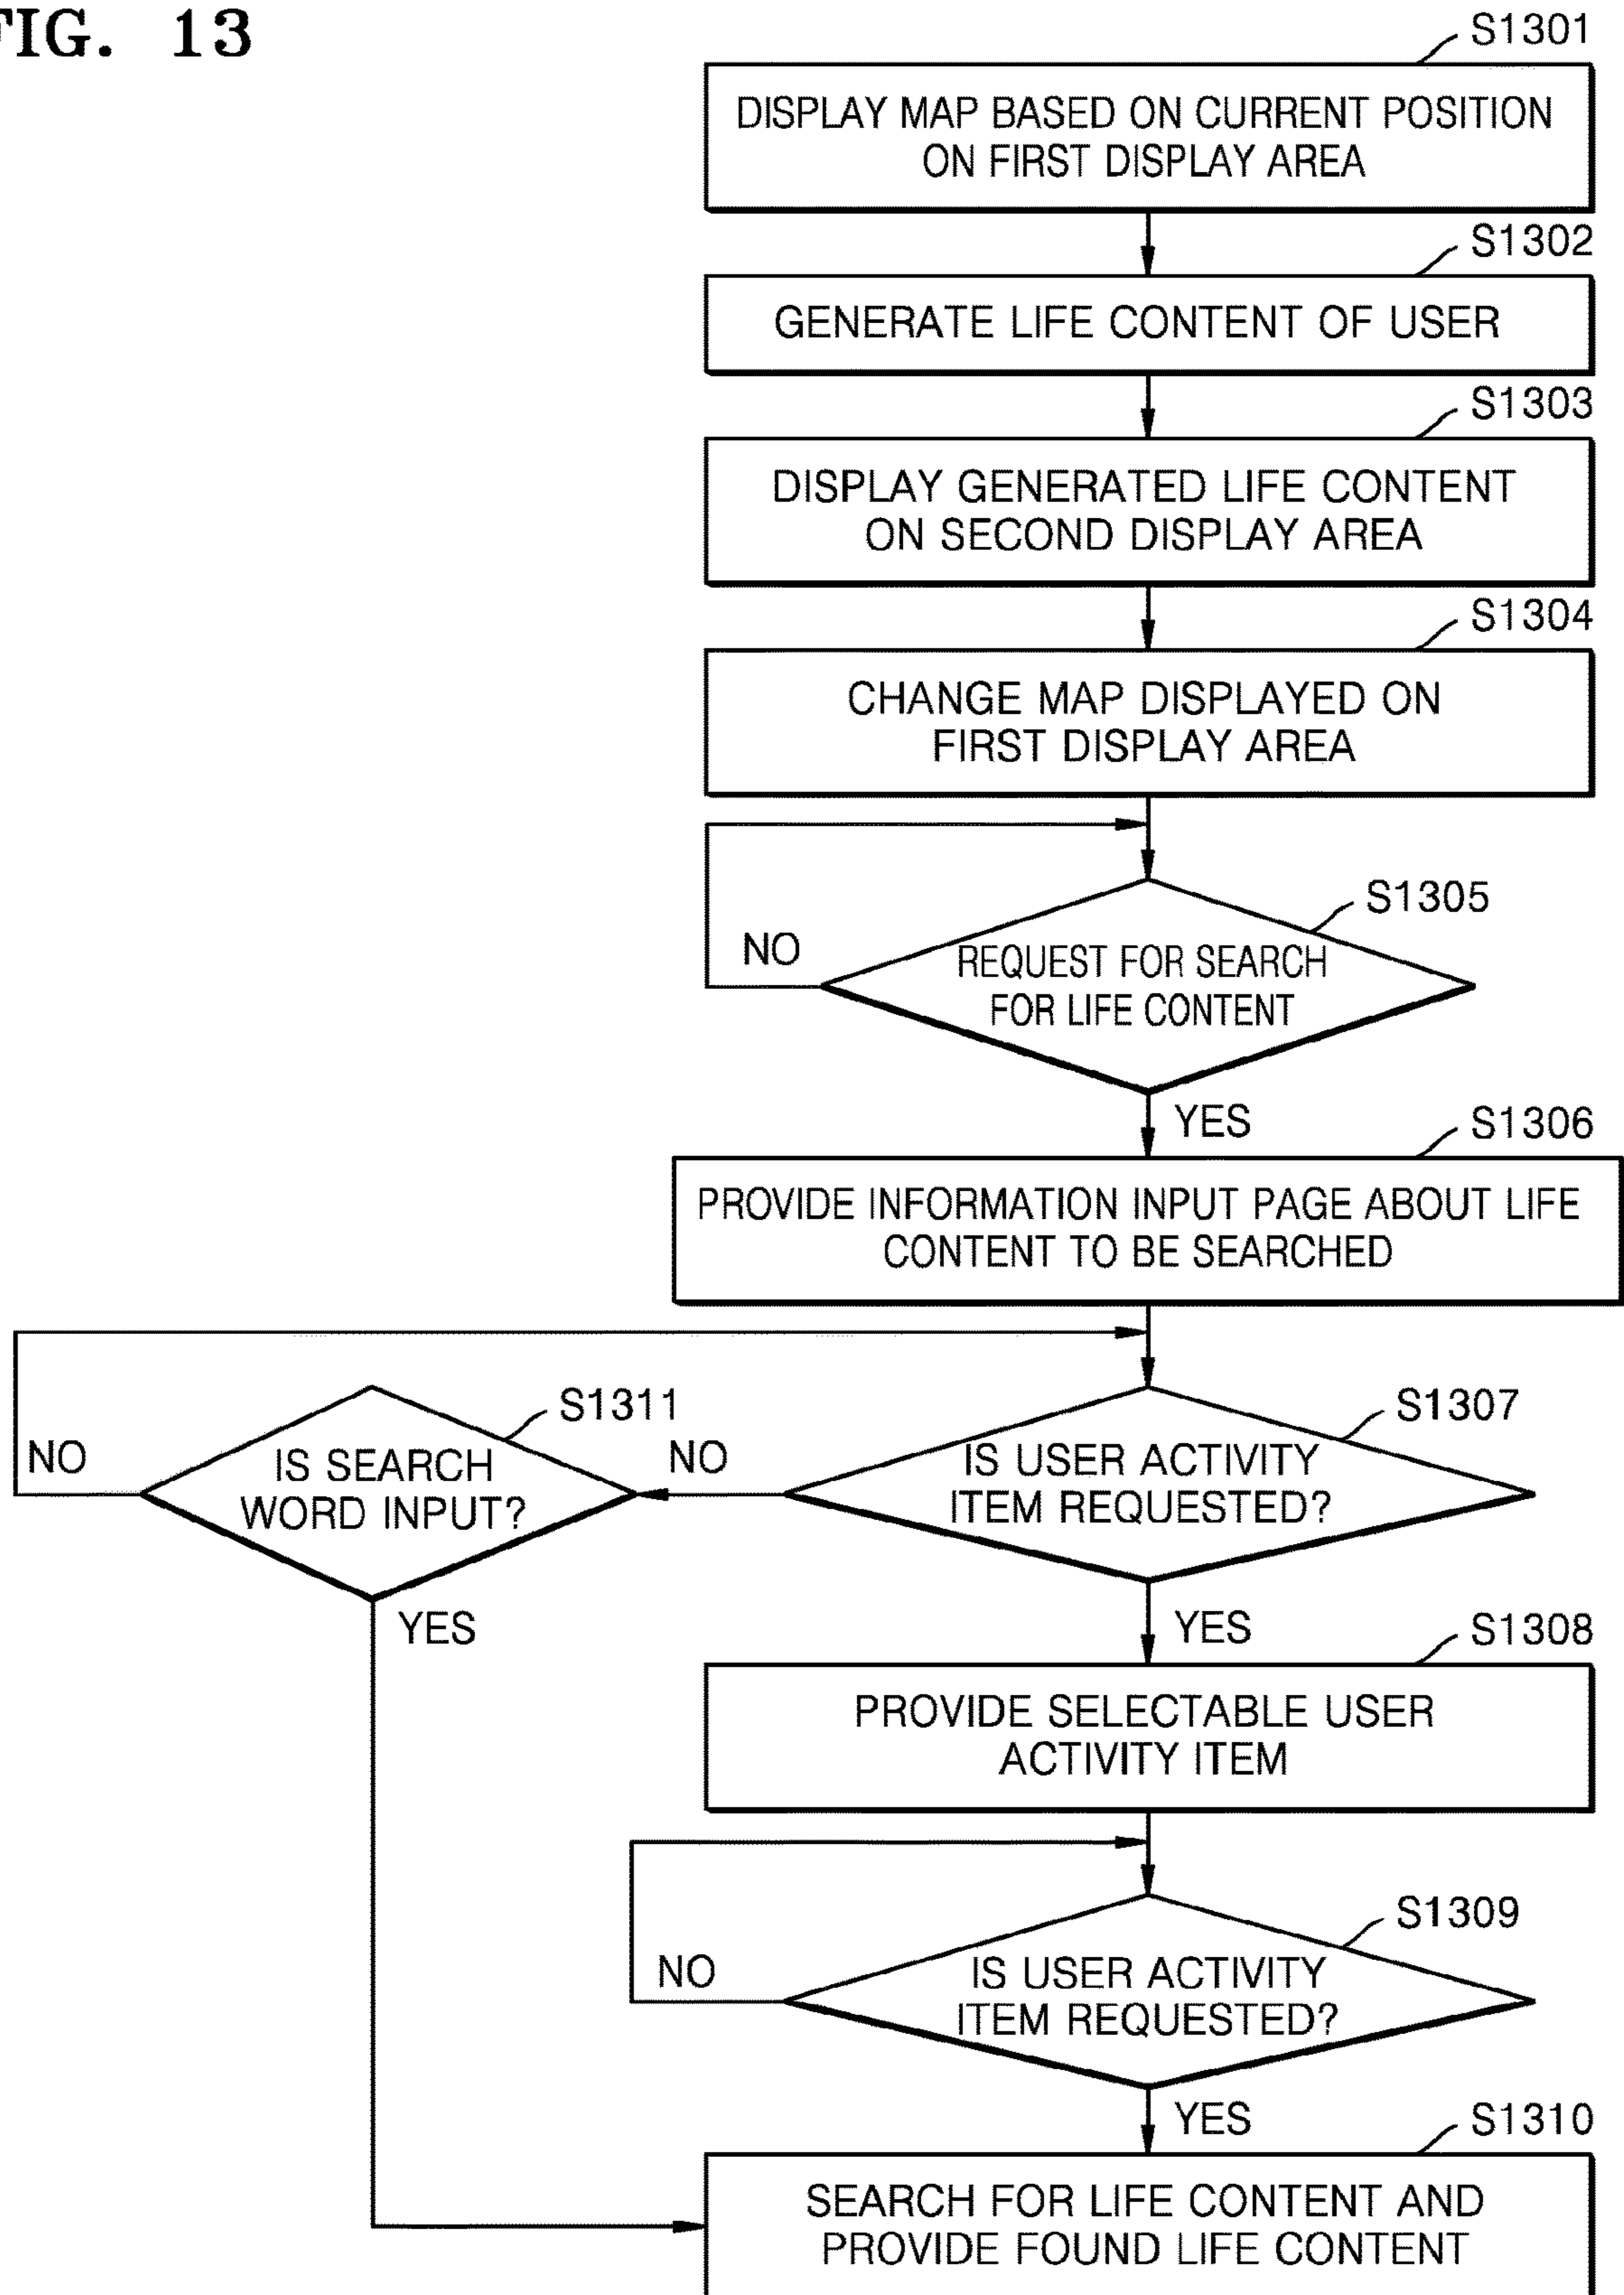 FIG. 13
S1301
DISPLAY MAP BASED ON CURRENT POSITION
ON FIRST DISPLAY AREA
S1302
GENERATE LIFE CONTENT OF USER
S1303
DISPLAY GENERATED LIFE CONTENT
ON SECOND DISPLAY AREA
S1304
CHANGE MAP DISPLAYED ON
FIRST DISPLAY AREA
S1305
NO
REQUEST FOR SEARCH
FOR LIFE CONTENT
YES
S1306
PROVIDE INFORMATION INPUT PAGE ABOUT LIFE
CONTENT TO BE SEARCHED
S1307
IS USER ACTIVITY
ITEM REQUESTED?
NO
S1311
IS SEARCH
WORD INPUT?
NO
YES
YES
S1308
PROVIDE SELECTABLE USER
ACTIVITY ITEM
S1309
NO
IS USER ACTIVITY
ITEM REQUESTED?
YES
S1310
SEARCH FOR LIFE CONTENT AND
PROVIDE FOUND LIFE CONTENT